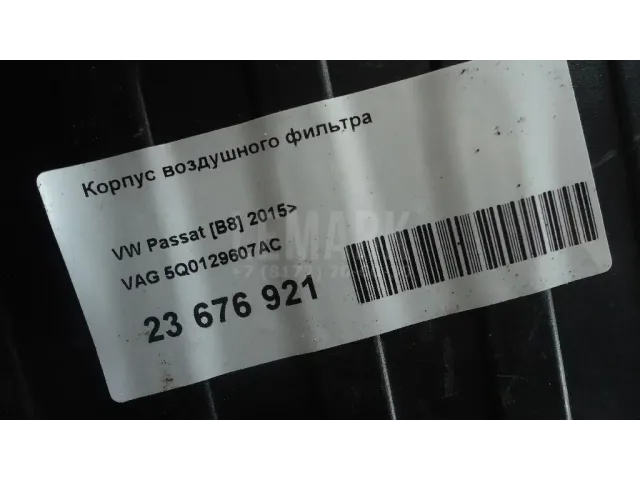 Корпус воздушного фильтра
VW Passat [B8] 2015>
VAG 5Q0129607AC
23 676 921